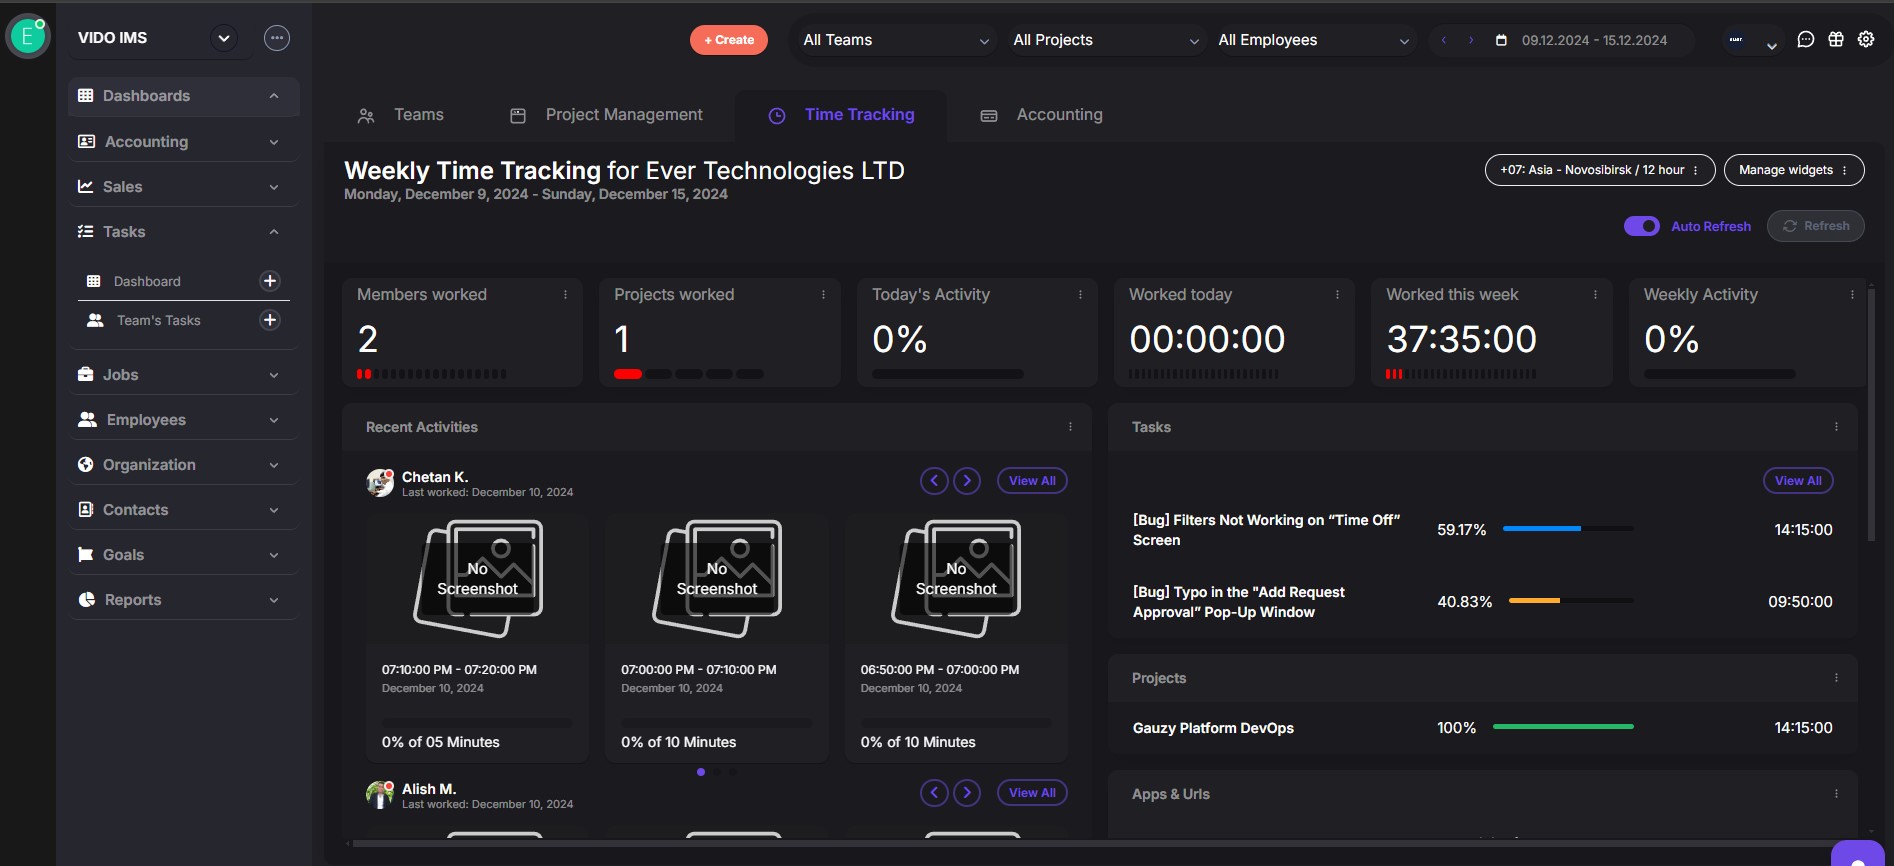 E
VIDO IMS
+ Create
All Teams
All Projects
All Employees
09.12.2024 - 15.12.2024
Dashboards
Accounting
Sales
Tasks
Dashboard
Team's Tasks
Jobs
Employees
Organization
Contacts
Goals
Reports
Teams
Project Management
Time Tracking
Accounting
Weekly Time Tracking for Ever Technologies LTD
Monday, December 9, 2024 - Sunday, December 15, 2024
+07: Asia - Novosibirsk / 12 hour
Manage widgets
Auto Refresh
Refresh
Members worked
2
Projects worked
1
Today's Activity
0%
Worked today
00:00:00
Worked this week
37:35:00
Weekly Activity
0%
Recent Activities
Chetan K.
Last worked: December 10, 2024
View All
No
Screenshot
07:10:00 PM - 07:20:00 PM
December 10, 2024
0% of 05 Minutes
No
Screenshot
07:00:00 PM - 07:10:00 PM
December 10, 2024
0% of 10 Minutes
No
Screenshot
06:50:00 PM - 07:00:00 PM
December 10, 2024
0% of 10 Minutes
Alish M.
Last worked: December 10, 2024
View All
Tasks
View All
[Bug] Filters Not Working on “Time Off”
Screen
59.17%
14:15:00
[Bug] Typo in the "Add Request
Approval” Pop-Up Window
40.83%
09:50:00
Projects
Gauzy Platform DevOps
100%
14:15:00
Apps & Urls